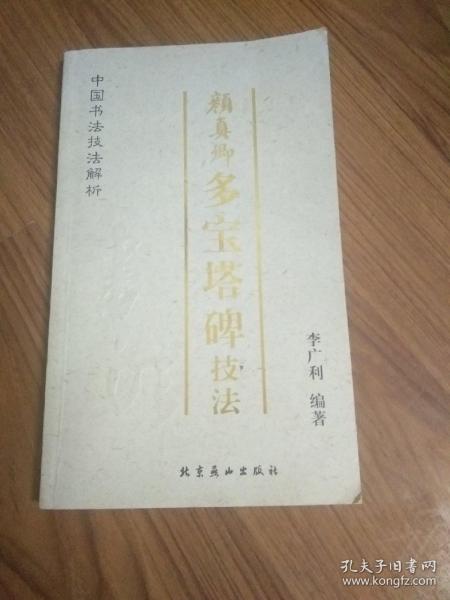 中国书法技法解析
颜真卿多宝塔碑技法
李广利 编著
北京燕山出版社
孔夫子旧书网
www.kongfz.com